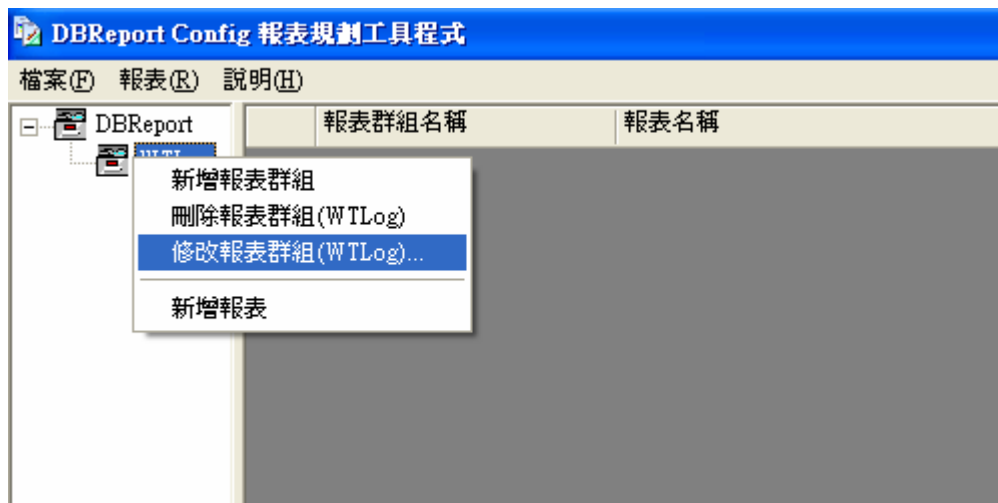 DBReport Config 報表規劃工具程式
檔案(F) 報表(R) 說明(H)
DBReport 報表群組名稱 報表名稱
新增報表群組
刪除報表群組(WTLog)
修改報表群組(WTLog)...
新增報表